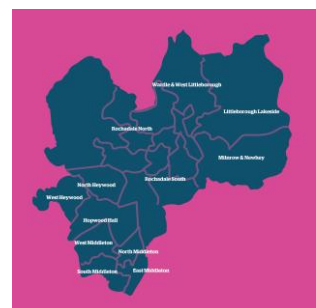 Wardle & West Littleborough
Littleborough Lakeside
Rochdale North
Milnrow & Newhey
Rochdale South
North Heywood
West Heywood
Hopwood Hall
West Middleton
North Middleton
South Middleton
East Middleton